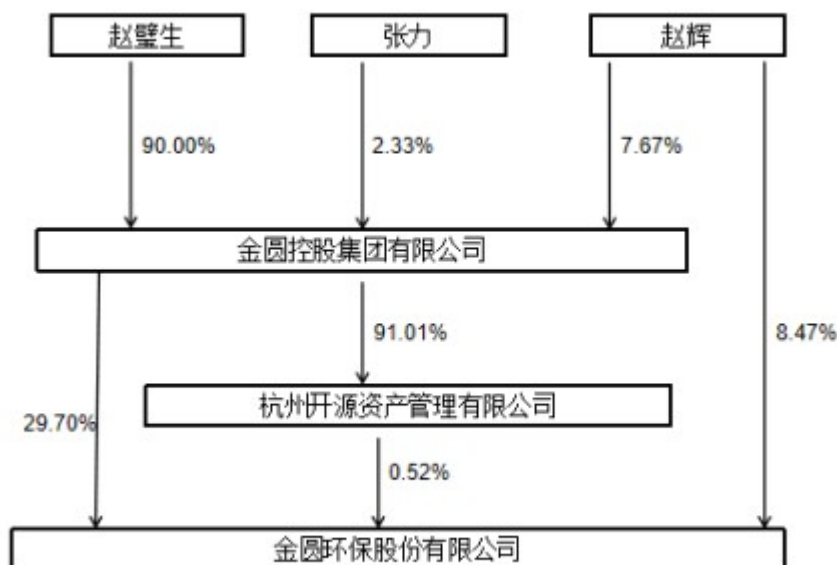 赵璧生
张力
赵辉
90.00%
2.33%
7.67%
金圆控股集团有限公司
91.01%
8.47%
杭州开源资产管理有限公司
29.70%
0.52%
金圆环保股份有限公司